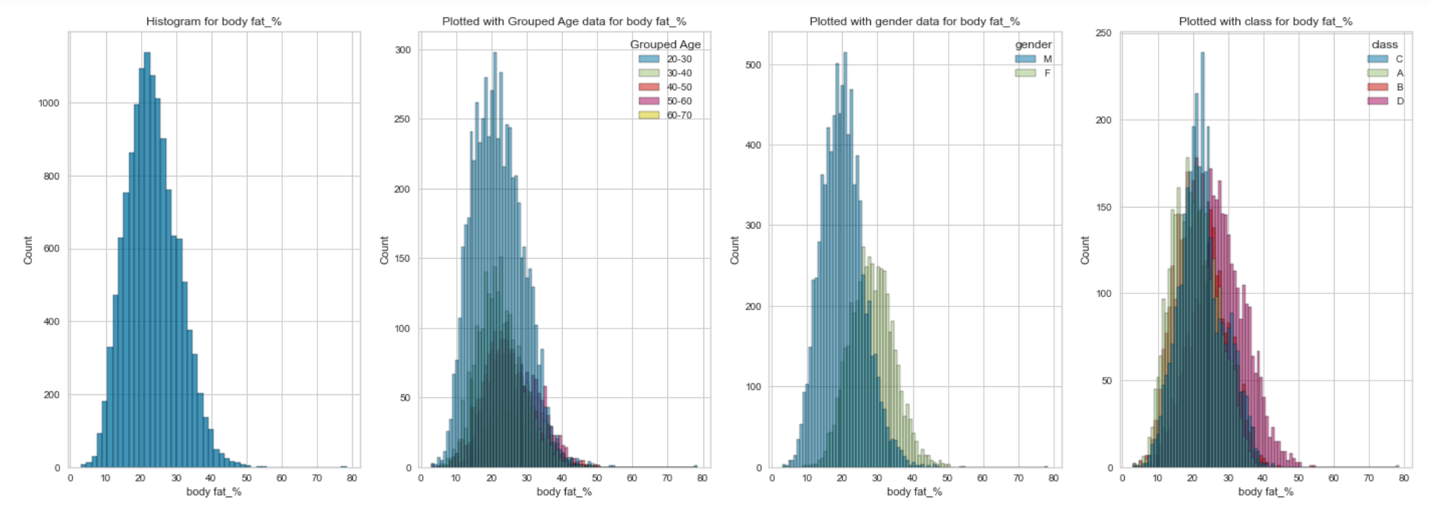 Histogram for body fat_%
Count
1000
800
600
400
200
0
0 10 20 30 40 50 60 70 80
body fat_%
Plotted with Grouped Age data for body fat_%
Grouped Age
20-30
30-40
40-50
50-60
60-70
Count
300
250
200
150
100
50
0
0 10 20 30 40 50 60 70 80
body fat_%
Plotted with gender data for body fat_%
gender
M
F
Count
500
400
300
200
100
0
0 10 20 30 40 50 60 70 80
body fat_%
Plotted with class for body fat_%
class
C
A
B
D
Count
250
200
150
100
50
0
0 10 20 30 40 50 60 70 80
body fat_%